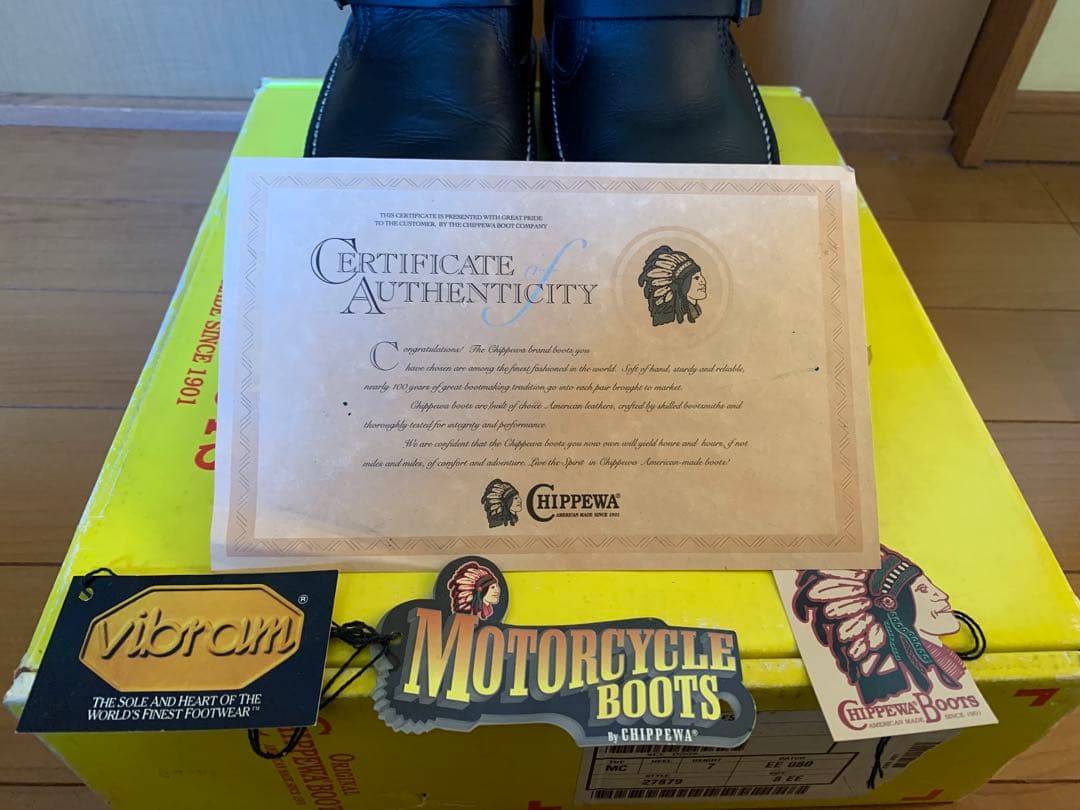 THIS CERTIFICATE IS PRESENTED WITH GREAT PRIDE
TO THE CUSTOMER, BY THE CHIPPEWA BOOT COMPANY
CERTIFICATE of
AUTHENTICITY
Congratulations! The Chippewa brand boots you
have chosen are among the finest fashioned in the world. Soft of hand, sturdy and reliable,
nearly 100 years of great bootmaking tradition go into each pair brought to market.
Chippewa boots are built of choice American leathers, crafted by skilled bootsmiths and
thoroughly tested for integrity and performance.
We are confident that the Chippewa boots you now own will yield hours and hours, if not
miles and miles, of comfort and adventure. Live the Spirit in Chippewa American-made boots!
CHIPPEWA®
AMERICAN MADE SINCE 1901
SINCE 1901
vibram®
THE SOLE AND HEART OF THE
WORLD'S FINEST FOOTWEAR™
MOTORCYCLE
BOOTS
By CHIPPEWA®
CHIPPEWA® BOOTS
AMERICAN MADE SINCE 1901
ORIGINAL
CHIPPEWA BOOT
MC
7
EE 080
STYLE
27879
8 EE